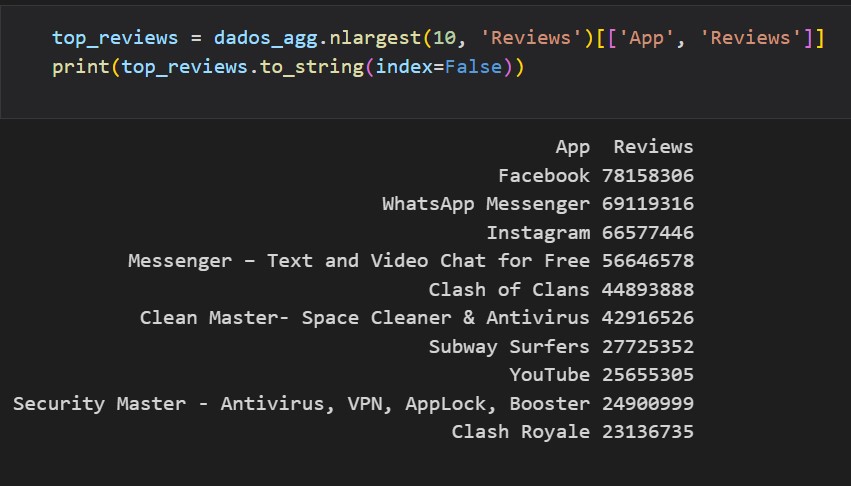 top_reviews = dados_agg.nlargest(10, 'Reviews')[['App', 'Reviews']]
print(top_reviews.to_string(index=False))
App Reviews
Facebook 78158306
WhatsApp Messenger 69119316
Instagram 66577446
Messenger – Text and Video Chat for Free 56646578
Clash of Clans 44893888
Clean Master- Space Cleaner & Antivirus 42916526
Subway Surfers 27725352
YouTube 25655305
Security Master - Antivirus, VPN, AppLock, Booster 24900999
Clash Royale 23136735